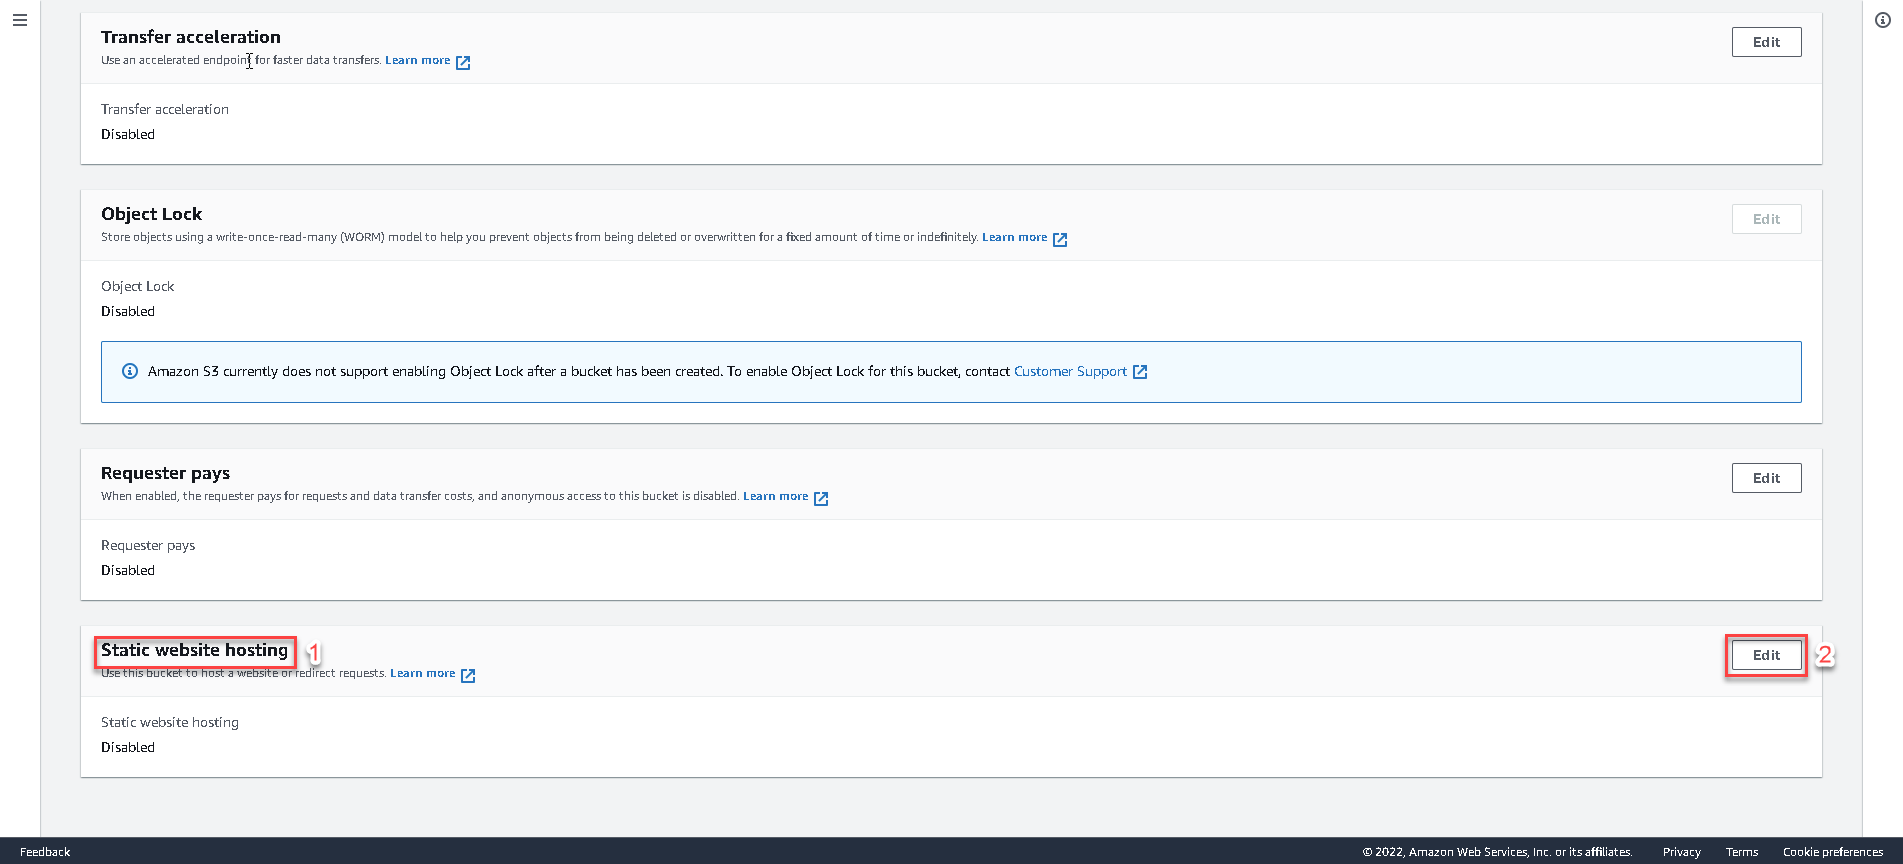 Transfer acceleration
Edit
Use an accelerated endpoint for faster data transfers. Learn more
Transfer acceleration
Disabled
Object Lock
Edit
Store objects using a write-once-read-many (WORM) model to help you prevent objects from being deleted or overwritten for a fixed amount of time or indefinitely. Learn more
Object Lock
Disabled
Amazon S3 currently does not support enabling Object Lock after a bucket has been created. To enable Object Lock for this bucket, contact Customer Support
Requester pays
Edit
When enabled, the requester pays for requests and data transfer costs, and anonymous access to this bucket is disabled. Learn more
Requester pays
Disabled
Static website hosting 1
Edit 2
Use this bucket to host a website or redirect requests. Learn more
Static website hosting
Disabled
Feedback © 2022, Amazon Web Services, Inc. or its affiliates. Privacy Terms Cookie preferences